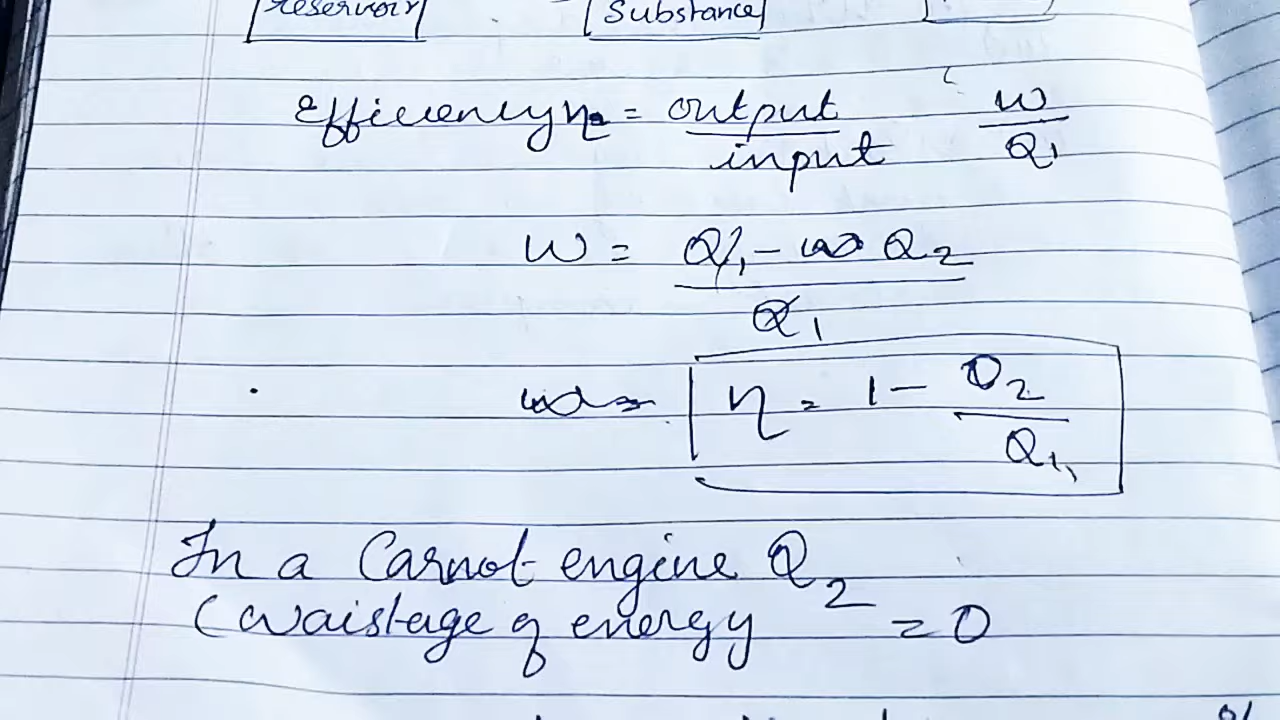 Reservoir Substance
efficiency η = output/input W/Q1
W = Q1 - Q2/Q1
η = 1 - Q2/Q1
In a Carnot engine Q2
(Waistage of energy = 0